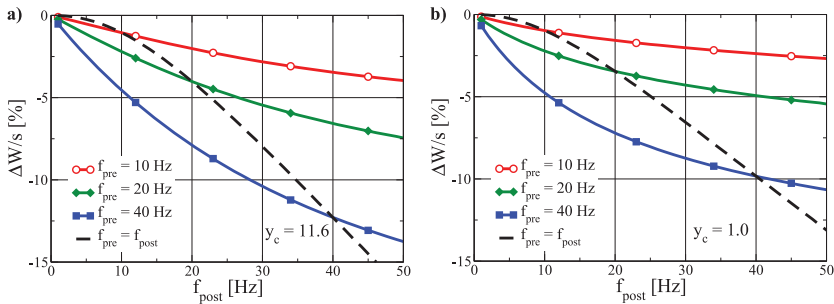 a)
ΔW/s [%]
0
-5
-10
-15
f_pre = 10 Hz
f_pre = 20 Hz
f_pre = 40 Hz
f_pre = f_post
y_c = 11.6
0 10 20 30 40 50
f_post [Hz]
b)
ΔW/s [%]
0
-5
-10
-15
f_pre = 10 Hz
f_pre = 20 Hz
f_pre = 40 Hz
f_pre = f_post
y_c = 1.0
0 10 20 30 40 50
f_post [Hz]